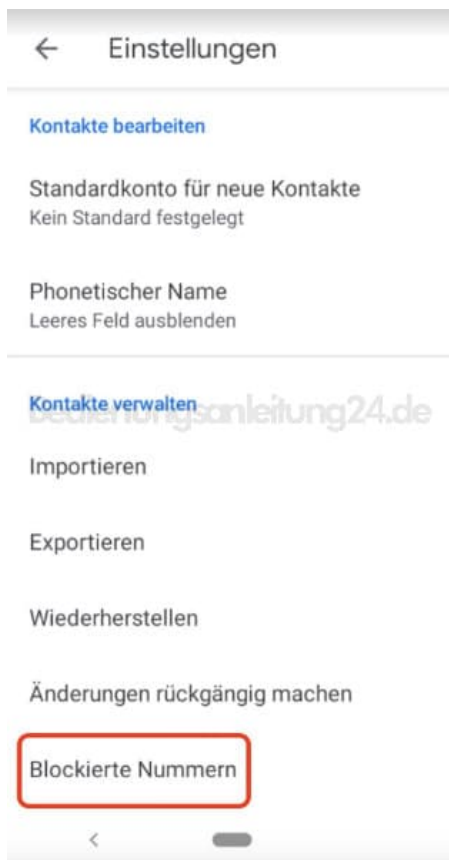 Einstellungen
Kontakte bearbeiten
Standardkonto für neue Kontakte
Kein Standard festgelegt
Phonetischer Name
Leeres Feld ausblenden
Kontakte verwalten
bedienungsanleitung24.de
Importieren
Exportieren
Wiederherstellen
Änderungen rückgängig machen
Blockierte Nummern